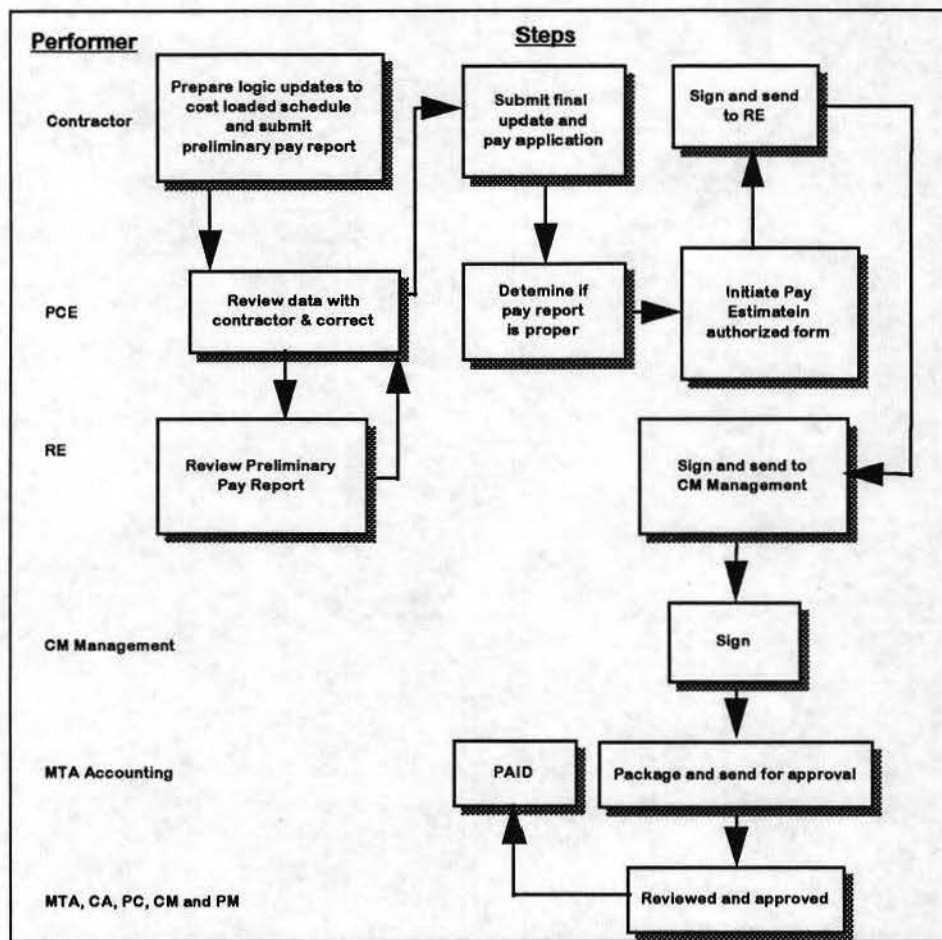 Performer
Steps
Contractor
Prepare logic updates to
cost loaded schedule
and submit
preliminary pay report
Submit final
update and
pay application
Sign and send
to RE
PCE
Review data with
contractor & correct
Detemine if
pay report
is proper
Initiate Pay
Estimatein
authorized form
RE
Review Preliminary
Pay Report
Sign and send to
CM Management
CM Management
Sign
MTA Accounting
PAID
Package and send for approval
MTA, CA, PC, CM and PM
Reviewed and approved